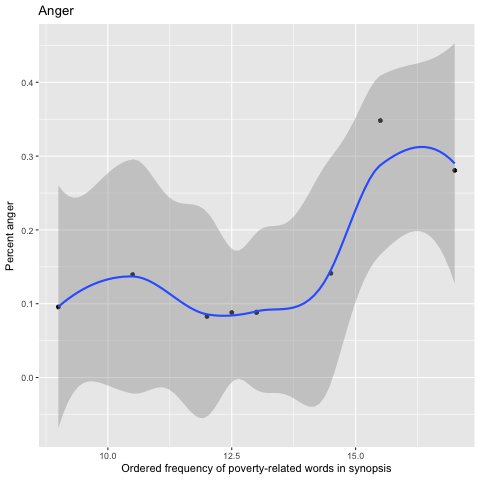 Anger
Percent anger
0.4
0.3
0.2
0.1
0.0
10.0 12.5 15.0
Ordered frequency of poverty-related words in synopsis